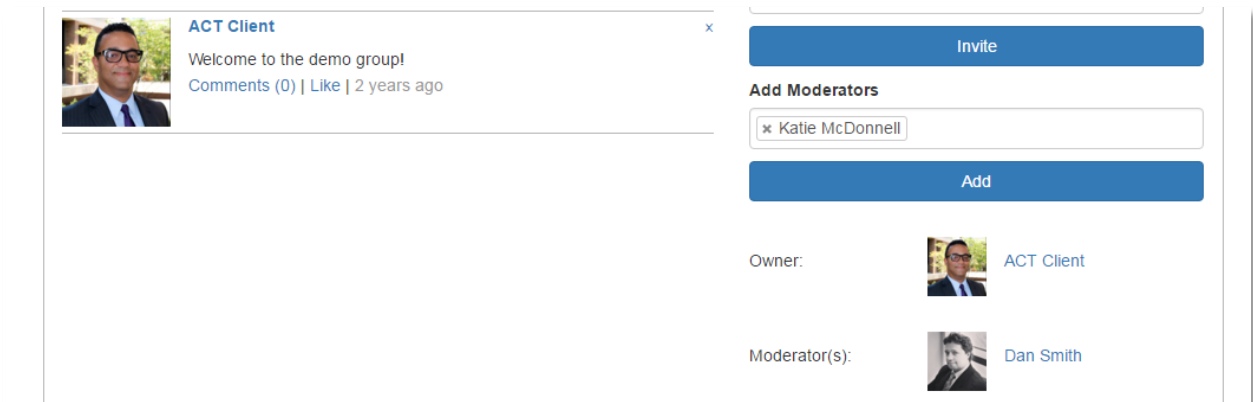 ACT Client
x
Welcome to the demo group!
Comments (0) | Like | 2 years ago
Invite
Add Moderators
× Katie McDonnell
Add
Owner:
ACT Client
Moderator(s):
Dan Smith